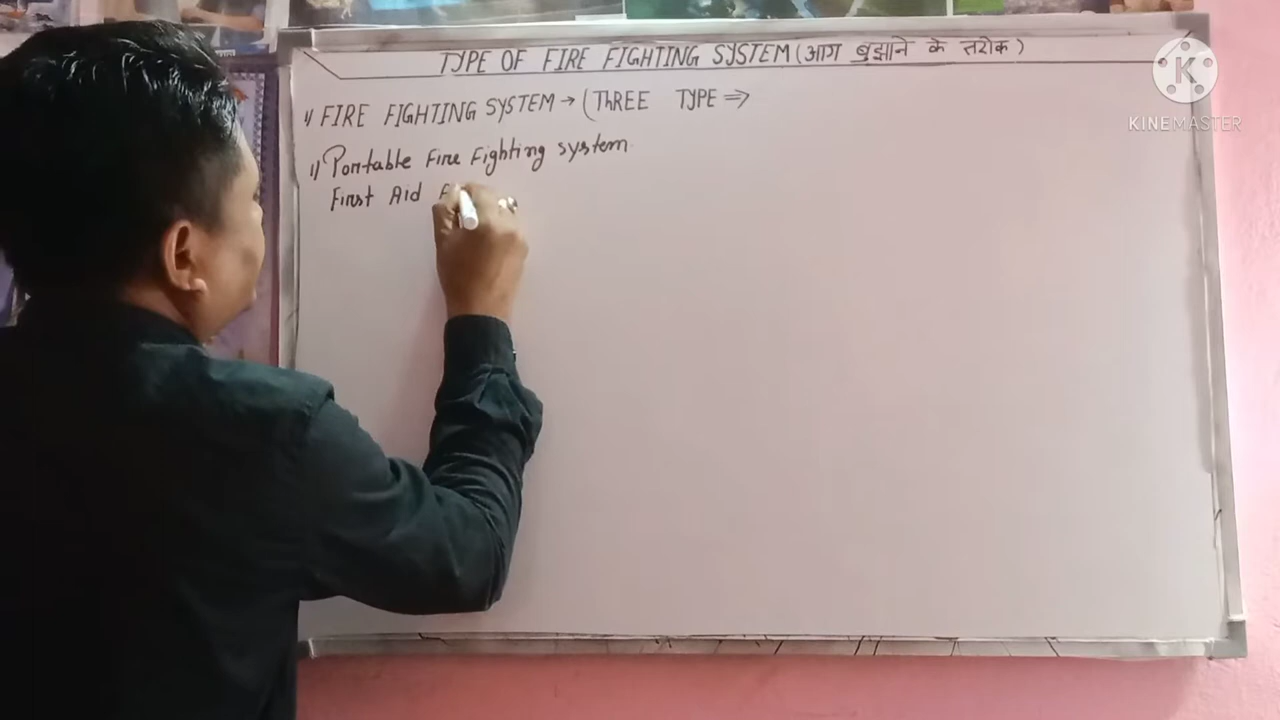 TYPE OF FIRE FIGHTING SYSTEM (आग बुझाने के तरीक)
1) FIRE FIGHTING SYSTEM → (THREE TYPE ⇒
1) Portable Fire Fighting system
First Aid
K
KINEMASTER